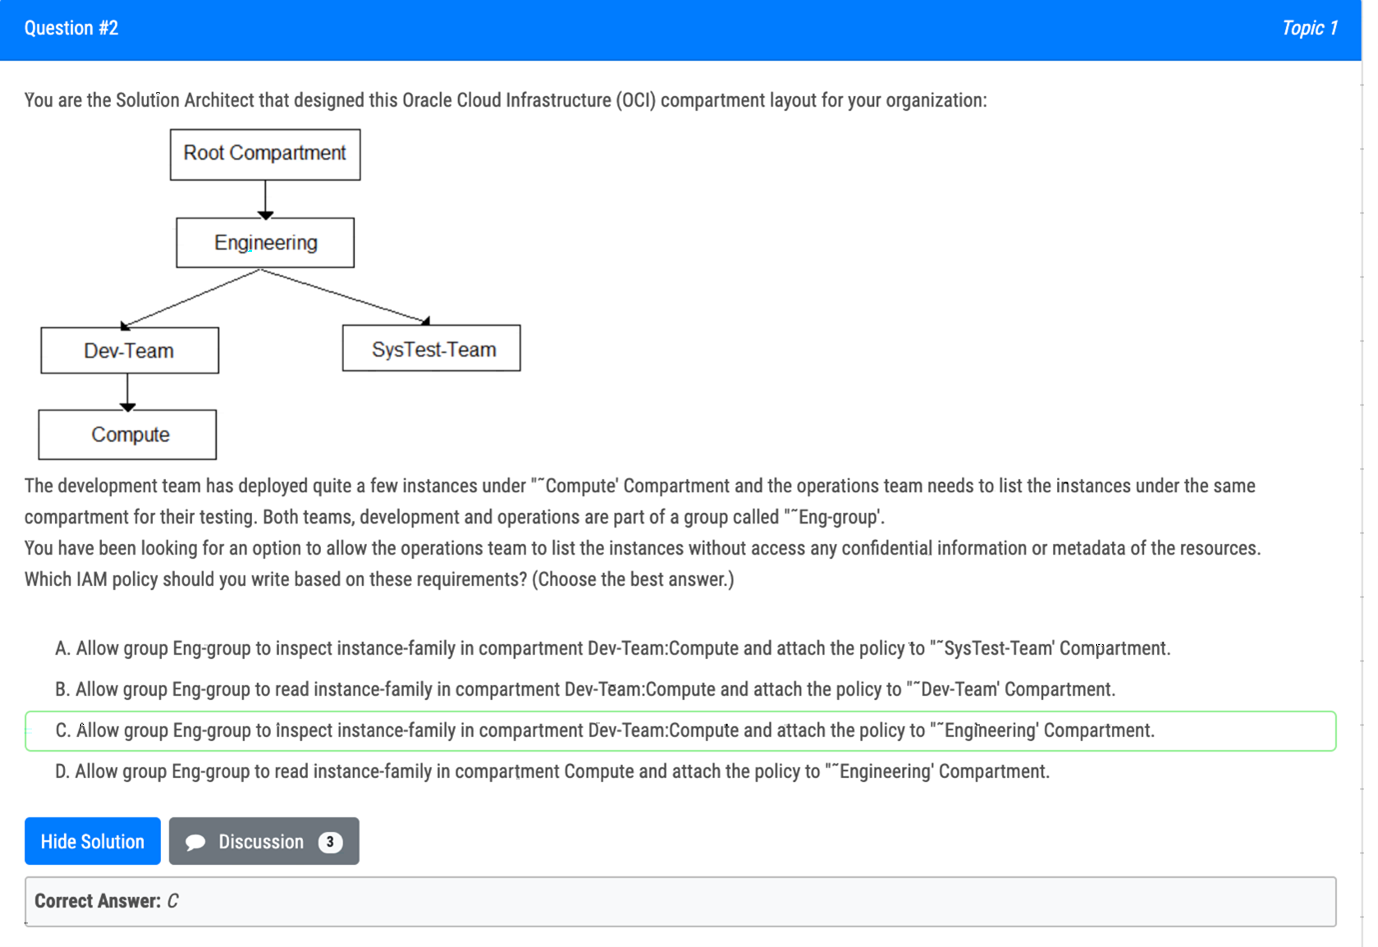 Question #2
Topic 1
You are the Solution Architect that designed this Oracle Cloud Infrastructure (OCI) compartment layout for your organization:
Root Compartment
Engineering
Dev-Team
SysTest-Team
Compute
The development team has deployed quite a few instances under "˜Compute' Compartment and the operations team needs to list the instances under the same
compartment for their testing. Both teams, development and operations are part of a group called "˜Eng-group'.
You have been looking for an option to allow the operations team to list the instances without access any confidential information or metadata of the resources.
Which IAM policy should you write based on these requirements? (Choose the best answer.)
A. Allow group Eng-group to inspect instance-family in compartment Dev-Team:Compute and attach the policy to "˜SysTest-Team' Compartment.
B. Allow group Eng-group to read instance-family in compartment Dev-Team:Compute and attach the policy to "˜Dev-Team' Compartment.
C. Allow group Eng-group to inspect instance-family in compartment Dev-Team:Compute and attach the policy to "˜Engineering' Compartment.
D. Allow group Eng-group to read instance-family in compartment Compute and attach the policy to "˜Engineering' Compartment.
Hide Solution
Discussion 3
Correct Answer: C